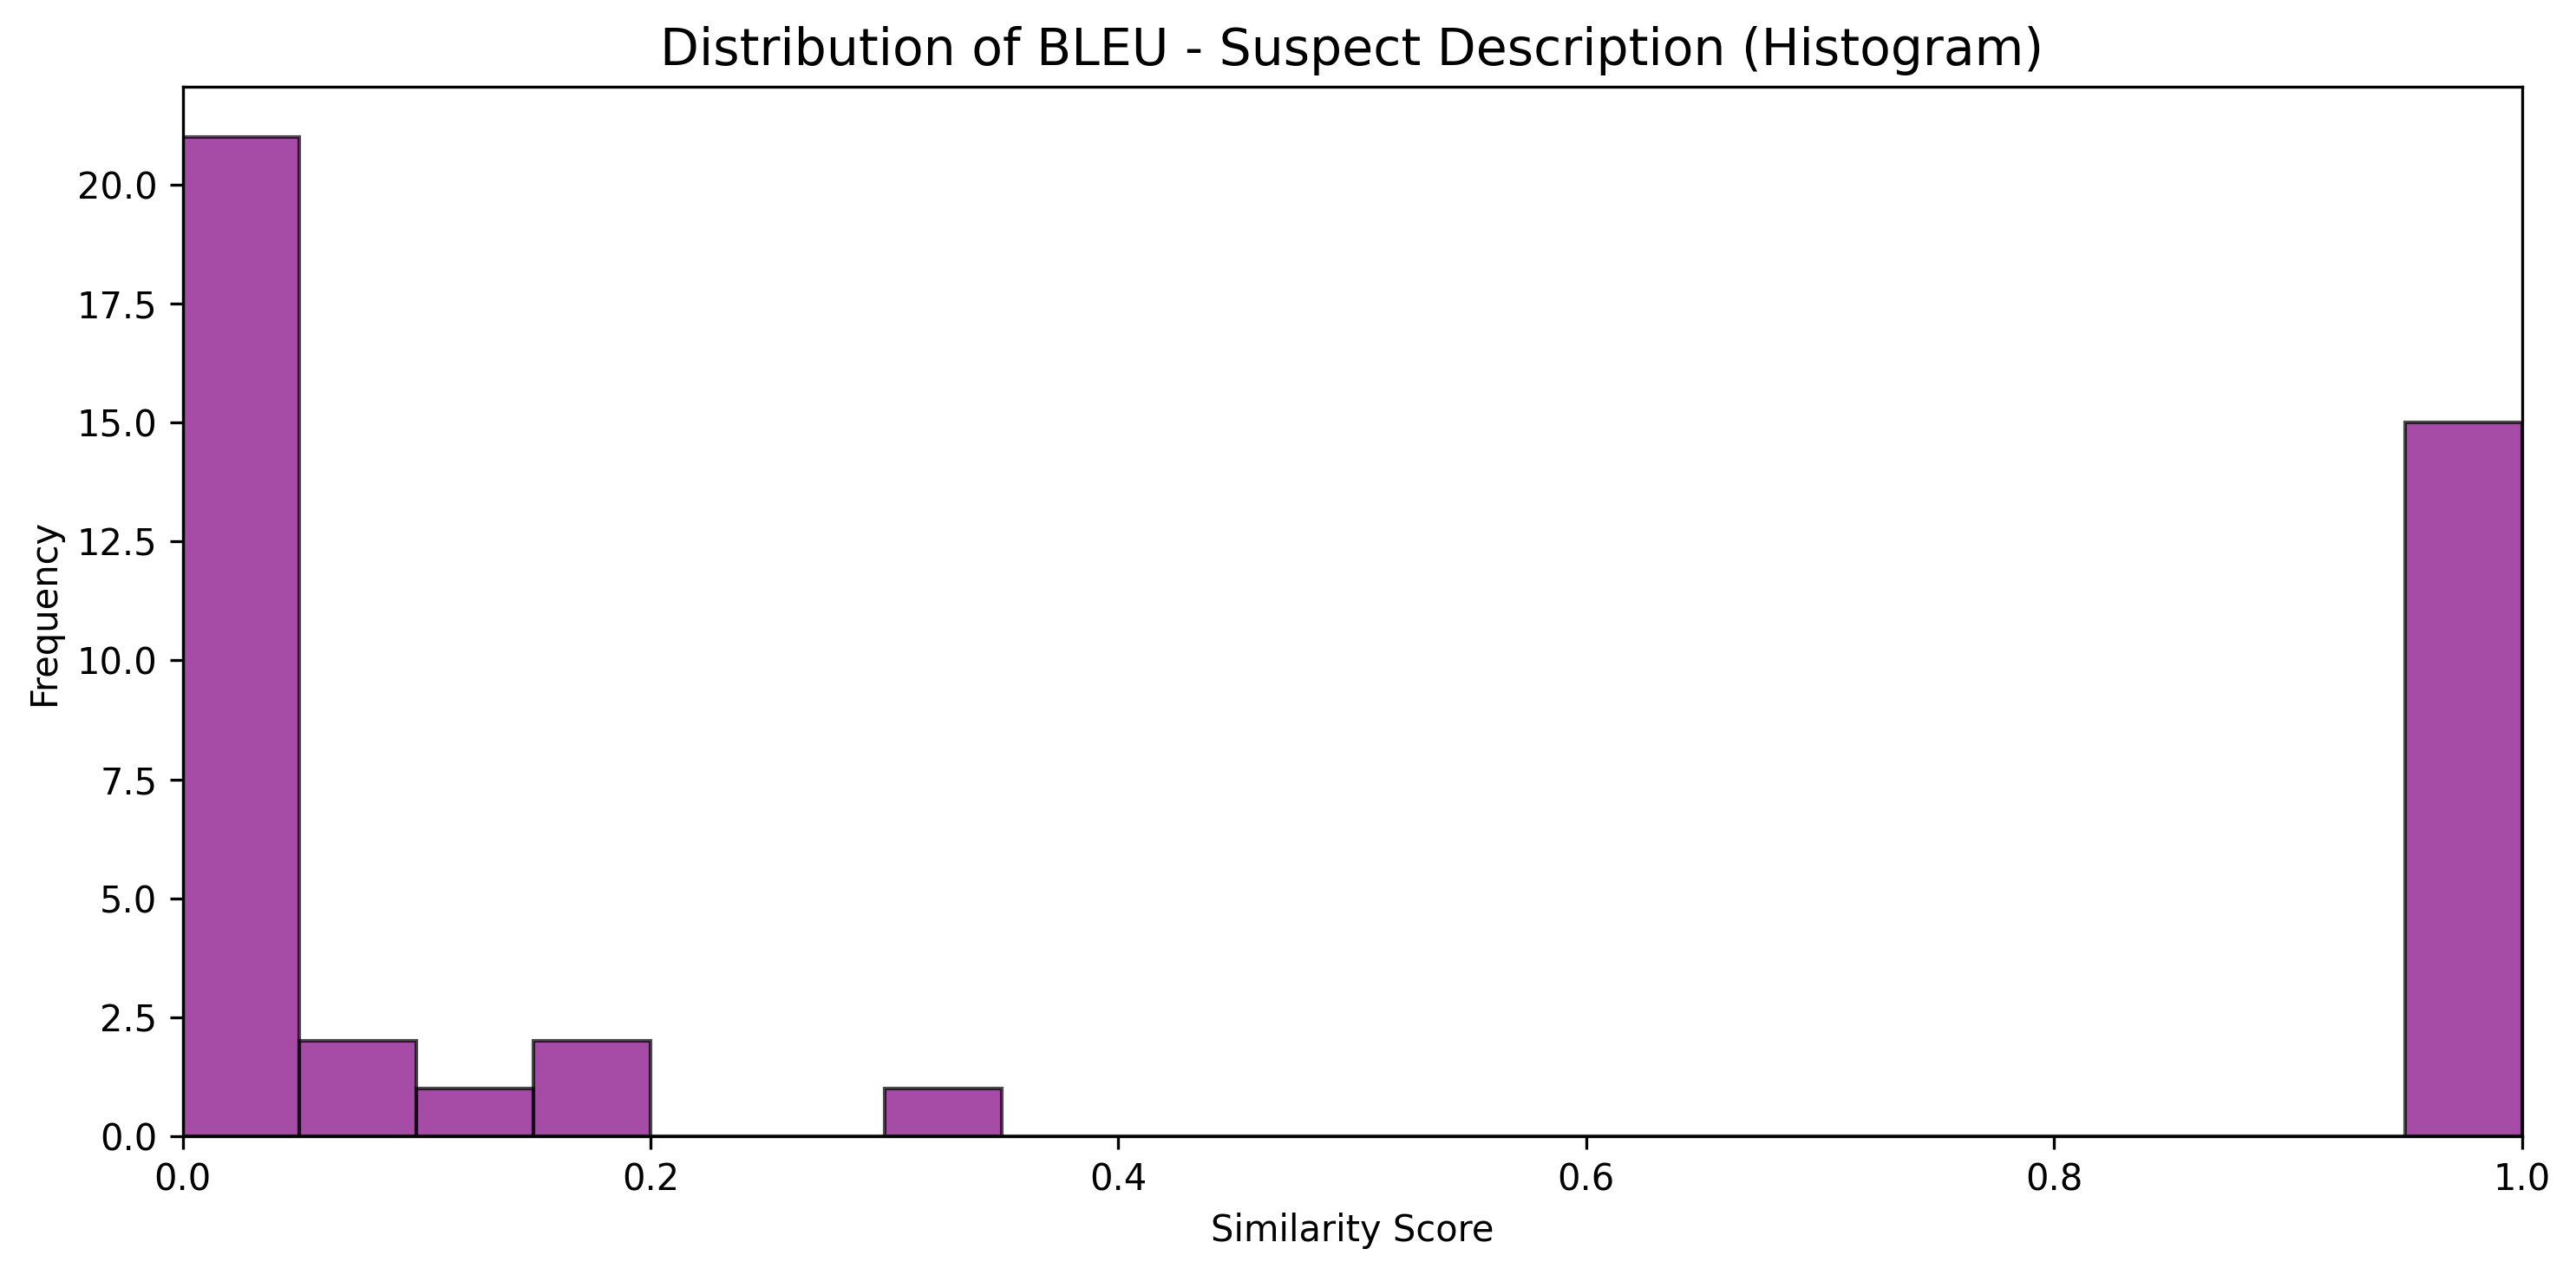 Distribution of BLEU - Suspect Description (Histogram)
Frequency
20.0
17.5
15.0
12.5
10.0
7.5
5.0
2.5
0.0
0.0 0.2 0.4 0.6 0.8 1.0
Similarity Score